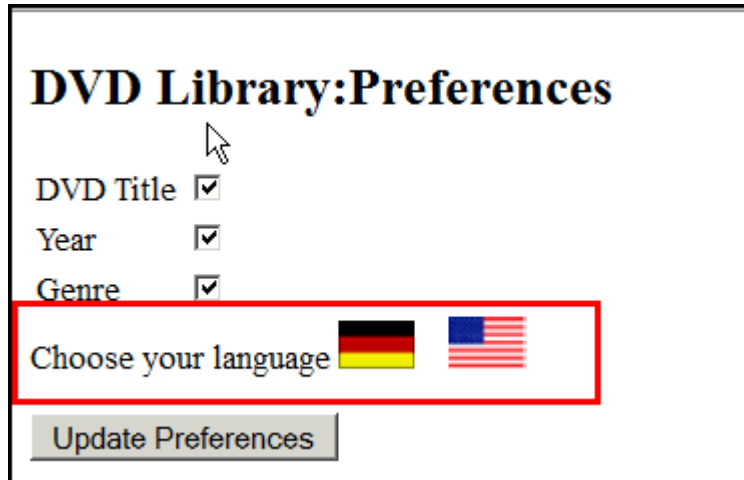 DVD Library:Preferences
DVD Title
Year
Genre
Choose your language
Update Preferences